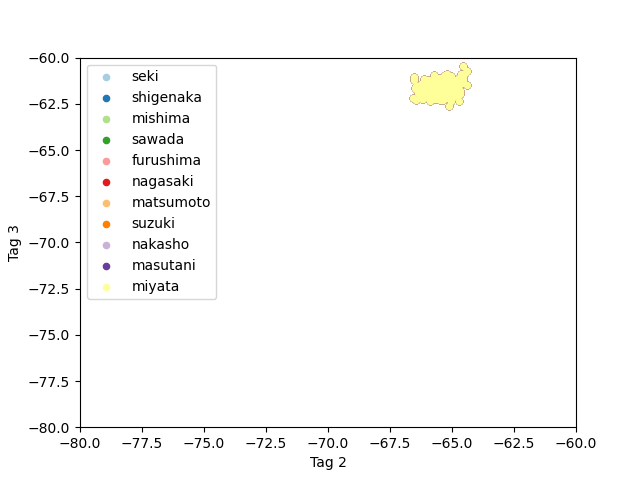 −60.0
−62.5
−65.0
−67.5
−70.0
−72.5
−75.0
−77.5
−80.0
Tag 3
seki
shigenaka
mishima
sawada
furushima
nagasaki
matsumoto
suzuki
nakasho
masutani
miyata
−80.0 −77.5 −75.0 −72.5 −70.0 −67.5 −65.0 −62.5 −60.0
Tag 2